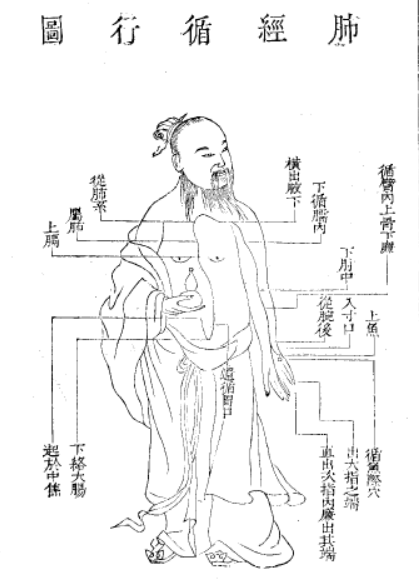 肺經循行圖
循臂內上骨下廉
下循臑內
橫出腋下
從肺系
屬肺
上膈
下肘中
上魚
入寸口
從腕後
還循胃口
循魚際穴
出大指之端
直出次指內廉出其端
下絡大腸
起於中焦